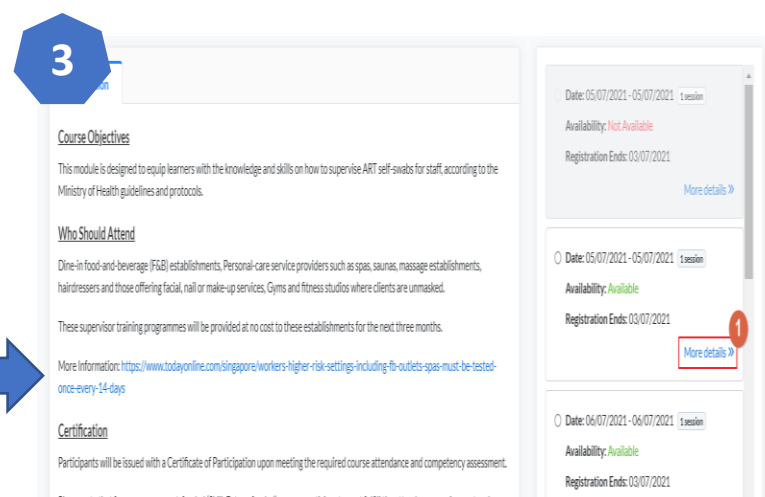 3
Course Objectives
This module is designed to equip learners with the knowledge and skills on how to supervise ART self-swabs for staff, according to the
Ministry of Health guidelines and protocols.
Who Should Attend
Dine-in food-and-beverage (F&B) establishments, Personal-care service providers such as spas, saunas, massage establishments,
hairdressers and those offering facial, nail or make-up services, Gyms and fitness studios where clients are unmasked.
These supervisor training programmes will be provided at no cost to these establishments for the next three months.
More Information: https://www.todayonline.com/singapore/workers-higher-risk-settings-including-fb-outlets-spas-must-be-tested-
once-every-14-days
Certification
Participants will be issued with a Certificate of Participation upon meeting the required course attendance and competency assessment.
Date: 05/07/2021 - 05/07/2021 1 session
Availability: Not Available
Registration Ends: 03/07/2021
More details »
Date: 05/07/2021 - 05/07/2021 1 session
Availability: Available
Registration Ends: 03/07/2021
1
More details »
Date: 06/07/2021 - 06/07/2021 1 session
Availability: Available
Registration Ends: 03/07/2021